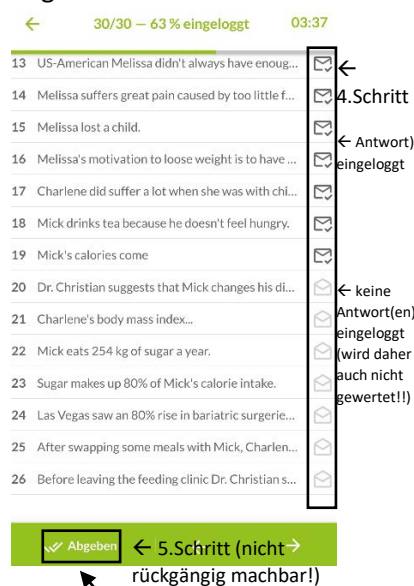 ← 30/30 — 63 % eingeloggt 03:37
13 US-American Melissa didn't always have enoug... ←
14 Melissa suffers great pain caused by too little f... 4.Schritt
15 Melissa lost a child.
← Antwort)
16 Melissa's motivation to loose weight is to have ... eingeloggt
17 Charlene did suffer a lot when she was with chi...
18 Mick drinks tea because he doesn't feel hungry.
19 Mick's calories come
20 Dr. Christian suggests that Mick changes his di... ← keine
21 Charlene's body mass index... Antwort(en)
eingeloggt
22 Mick eats 254 kg of sugar a year. (wird daher
23 Sugar makes up 80% of Mick's calorie intake. auch nicht
gewertet!!)
24 Las Vegas saw an 80% rise in bariatric surgerie...
25 After swapping some meals with Mick, Charlen...
26 Before leaving the feeding clinic Dr. Christian s...
Abgeben ← 5.Schritt (nicht →
rückgängig machbar!)